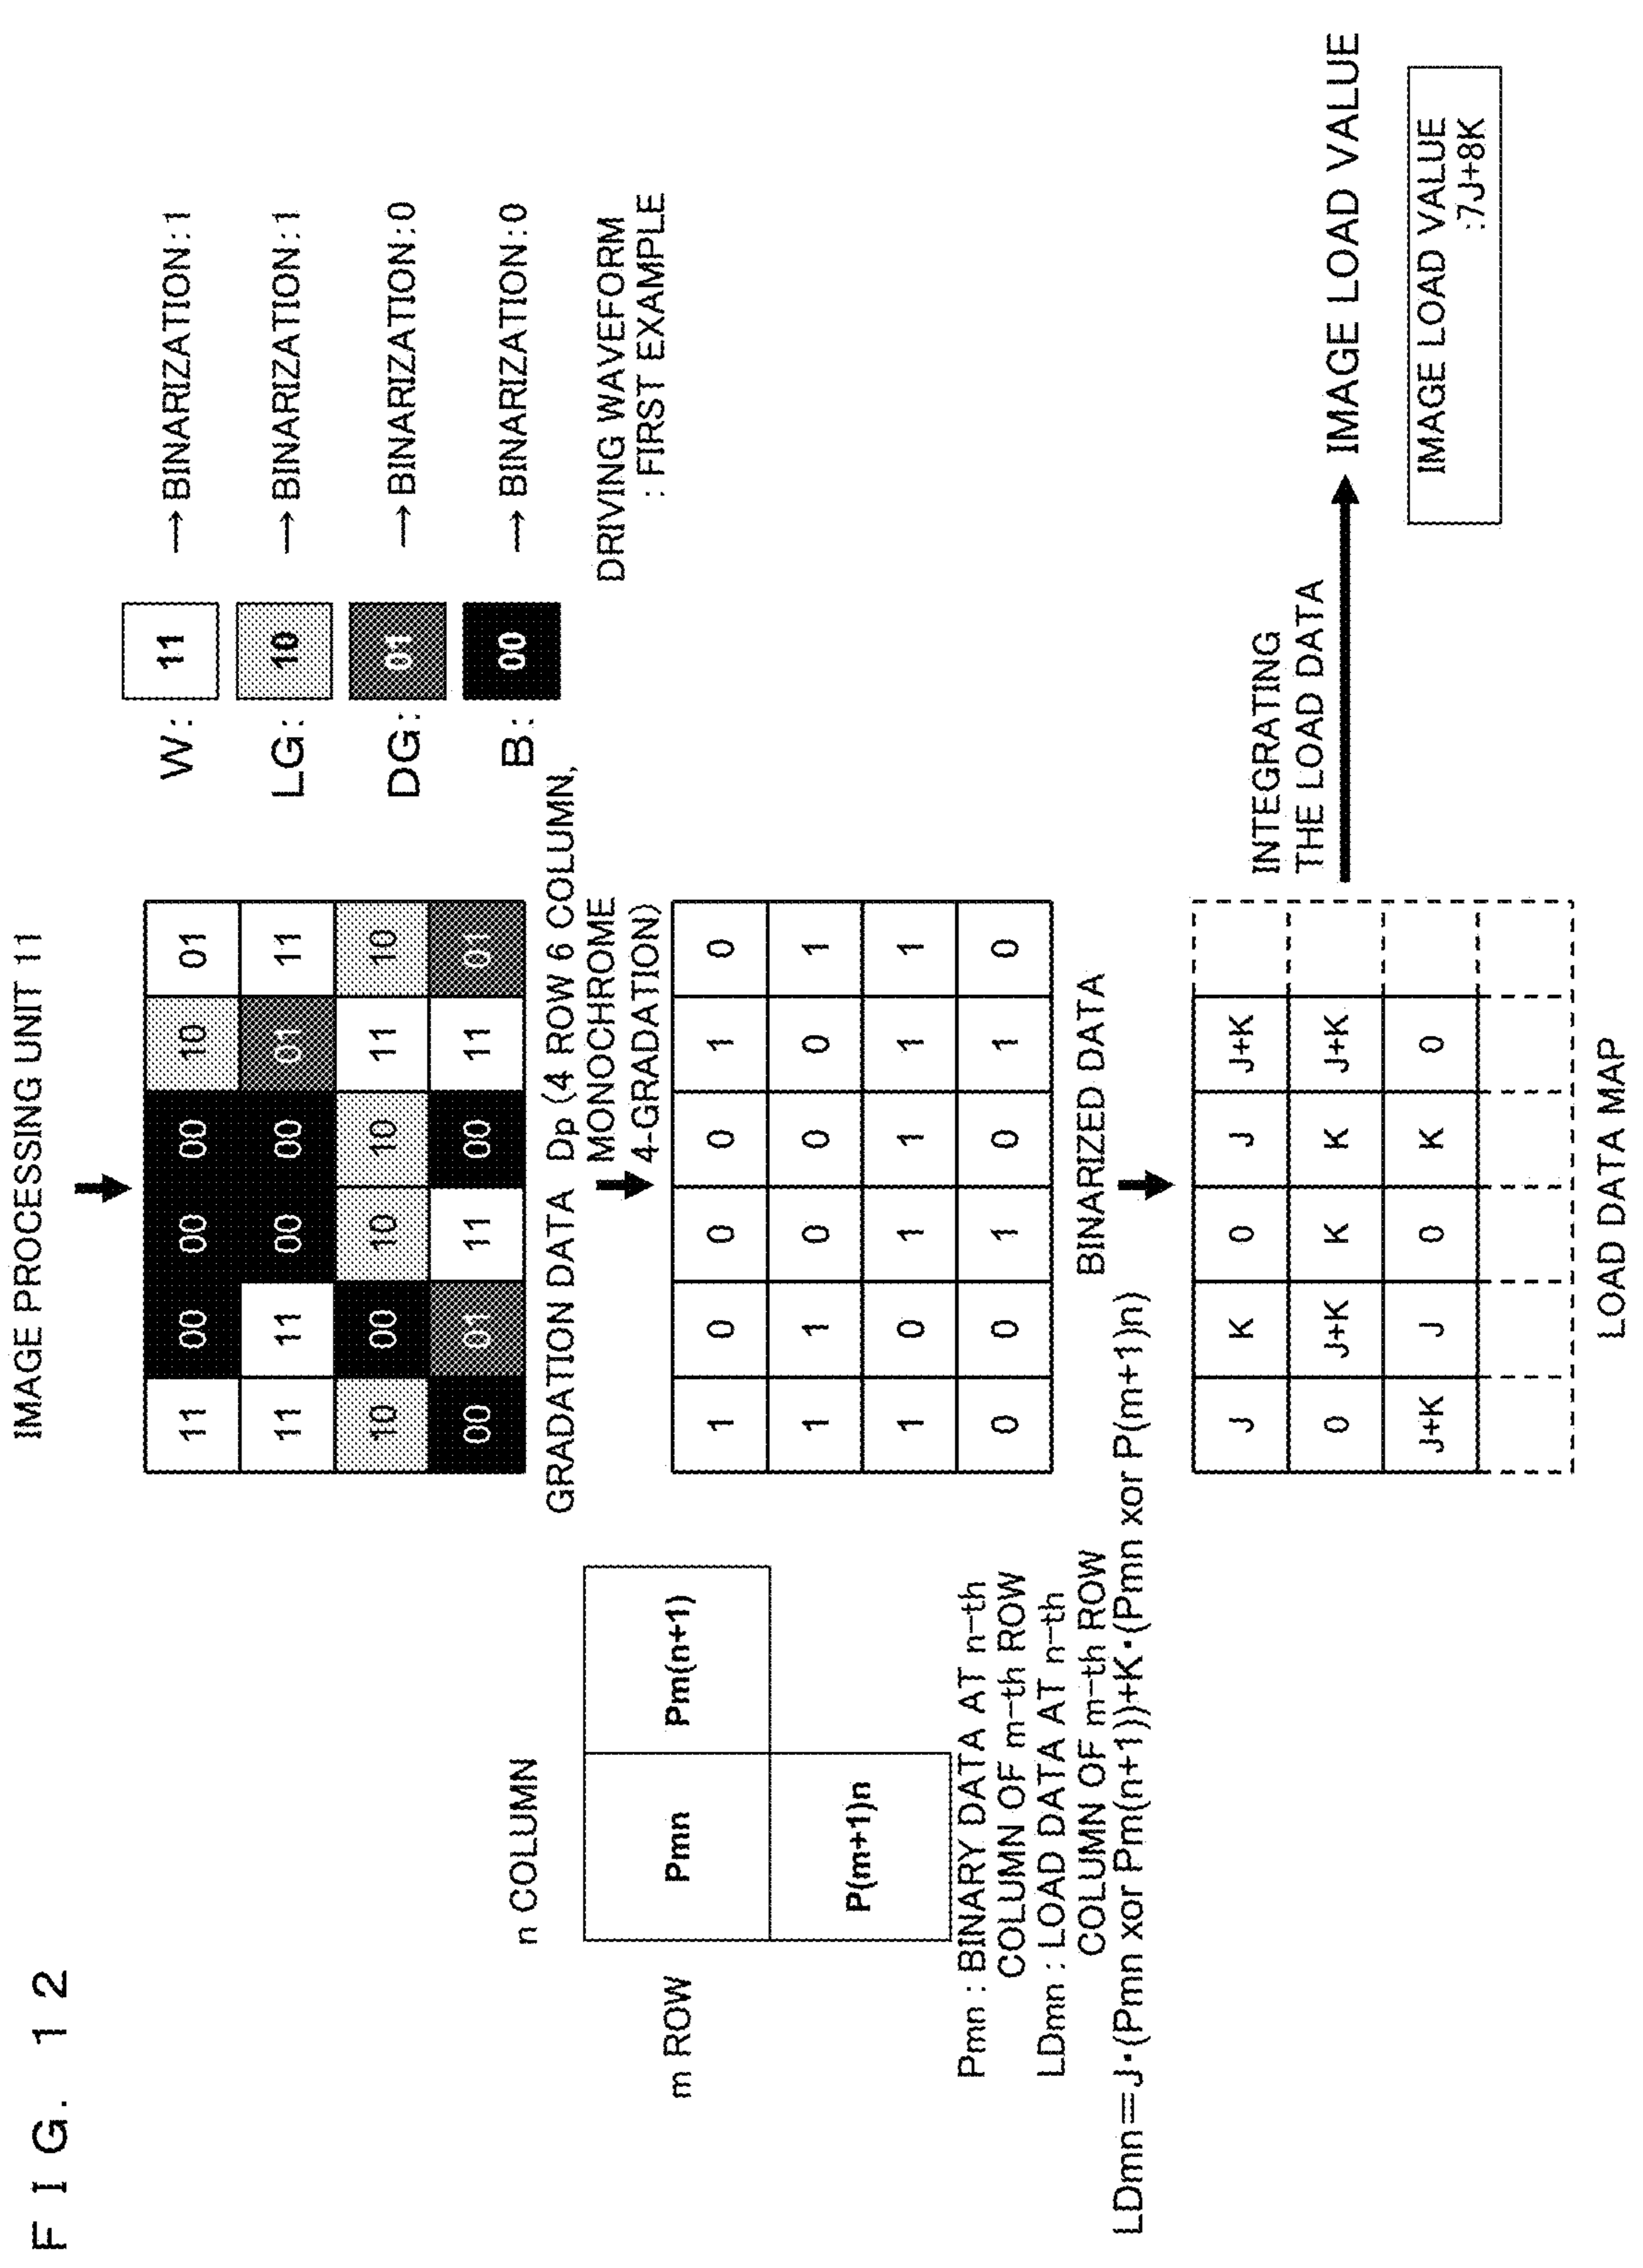 FIG. 12
IMAGE PROCESSING UNIT 11
11 00 00 00 10 01
11 11 00 00 01 11
10 00 10 10 11 10
00 01 11 00 11 01
GRADATION DATA Dp (4 ROW 6 COLUMN,
MONOCHROME
4-GRADATION)
W: 11 → BINARIZATION:1
LG: 10 → BINARIZATION:1
DG: 01 → BINARIZATION:0
B: 00 → BINARIZATION:0
DRIVING WAVEFORM
: FIRST EXAMPLE
n COLUMN
m ROW
Pmn Pm(n+1)
P(m+1)n
Pmn : BINARY DATA AT n-th
COLUMN OF m-th ROW
LDmn : LOAD DATA AT n-th
COLUMN OF m-th ROW
LDmn=J・(Pmn xor Pm(n+1))+K・(Pmn xor P(m+1)n)
1 0 0 0 1 0
1 1 0 0 0 1
1 0 1 1 1 1
0 0 1 0 1 0
BINARIZED DATA
J K 0 J J+K
0 J+K K K J+K
J+K J 0 K 0
LOAD DATA MAP
INTEGRATING
THE LOAD DATA
IMAGE LOAD VALUE
IMAGE LOAD VALUE
:7J+8K